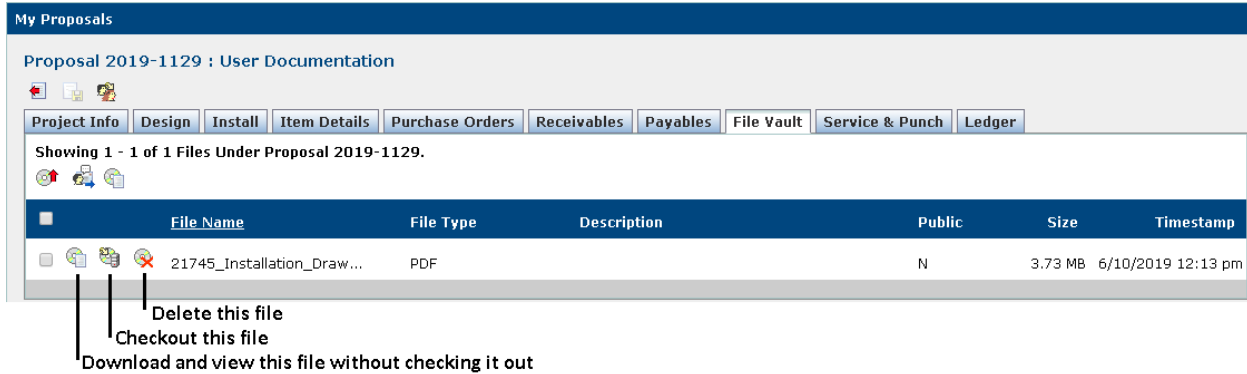 My Proposals
Proposal 2019-1129 : User Documentation
Project Info Design Install Item Details Purchase Orders Receivables Payables File Vault Service & Punch Ledger
Showing 1 - 1 of 1 Files Under Proposal 2019-1129.
File Name File Type Description Public Size Timestamp
21745_Installation_Draw... PDF N 3.73 MB 6/10/2019 12:13 pm
Delete this file
Checkout this file
Download and view this file without checking it out